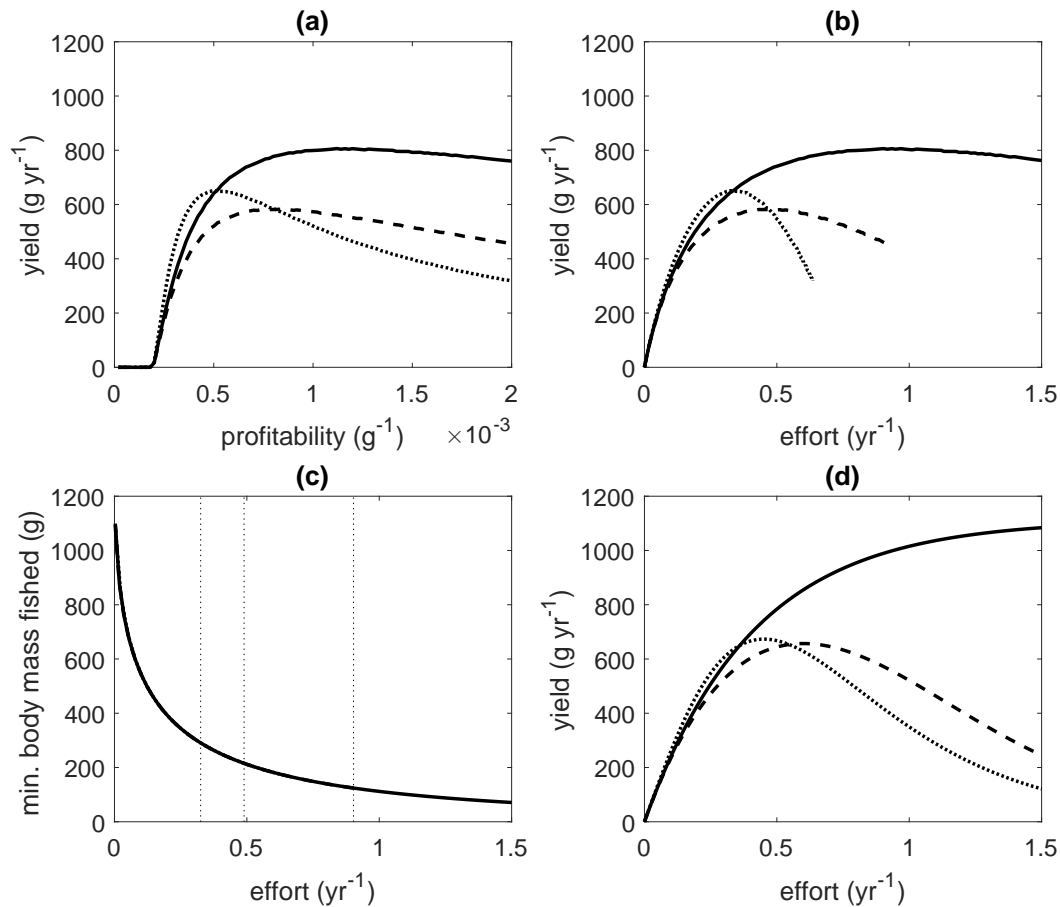 (a)
1200
1000
800
600
400
200
0
yield (g yr⁻¹)
0 0.5 1 1.5 2
profitability (g⁻¹) ×10⁻³
(b)
1200
1000
800
600
400
200
0
yield (g yr⁻¹)
0 0.5 1 1.5
effort (yr⁻¹)
(c)
1200
1000
800
600
400
200
0
min. body mass fished (g)
0 0.5 1 1.5
effort (yr⁻¹)
(d)
1200
1000
800
600
400
200
0
yield (g yr⁻¹)
0 0.5 1 1.5
effort (yr⁻¹)